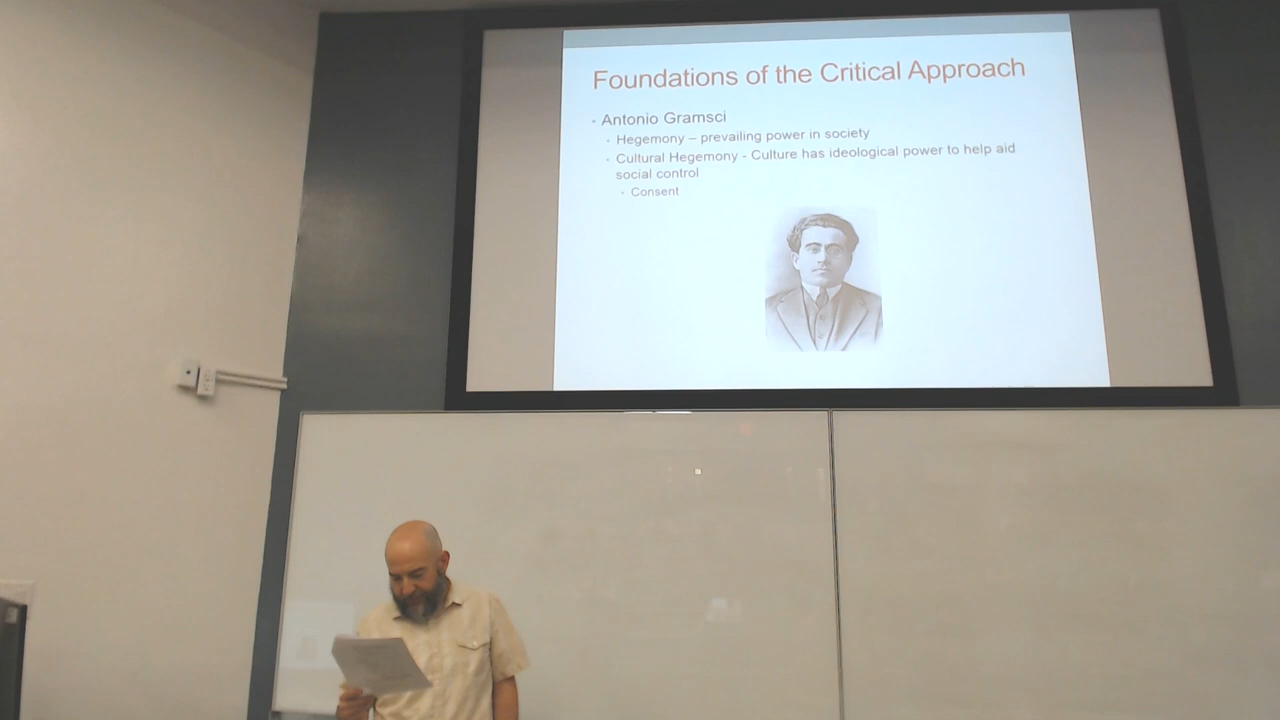 Foundations of the Critical Approach
• Antonio Gramsci
• Hegemony – prevailing power in society
• Cultural Hegemony - Culture has ideological power to help aid
social control
• Consent